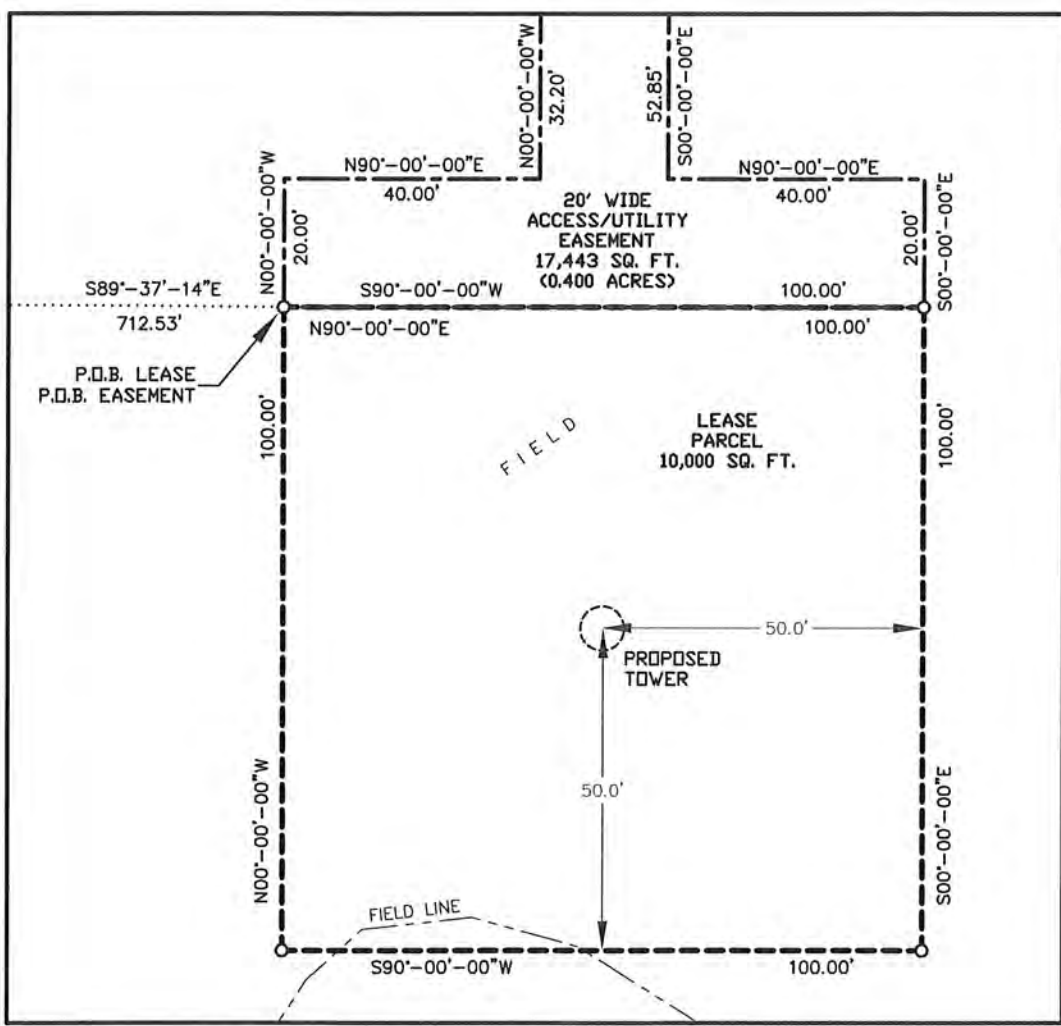 N00°-00'-00"W
32.20'
52.85'
S00°-00'-00"E
N90°-00'-00"E
40.00'
N90°-00'-00"E
40.00'
N00°-00'-00"W
20.00'
20' WIDE
ACCESS/UTILITY
EASEMENT
17,443 SQ. FT.
(0.400 ACRES)
20.00'
S00°-00'-00"E
S89°-37'-14"E
712.53'
S90°-00'-00"W
100.00'
N90°-00'-00"E
100.00'
P.O.B. LEASE
P.O.B. EASEMENT
100.00'
FIELD
LEASE
PARCEL
10,000 SQ. FT.
100.00'
50.0'
PROPOSED
TOWER
50.0'
N00°-00'-00"W
S00°-00'-00"E
FIELD LINE
S90°-00'-00"W
100.00'